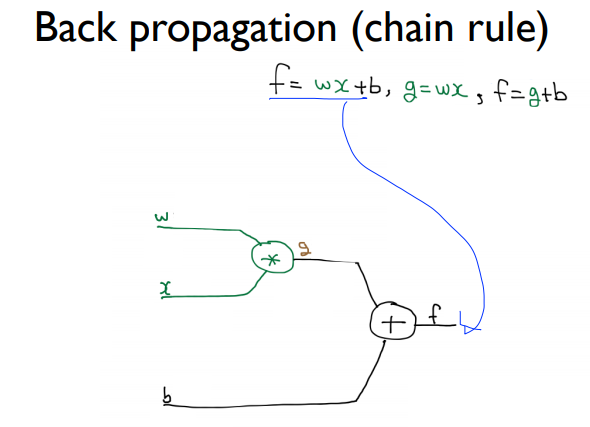 Back propagation (chain rule)
f = wx+b, g=wx, f=g+b
w
*
g
x
+
f
b